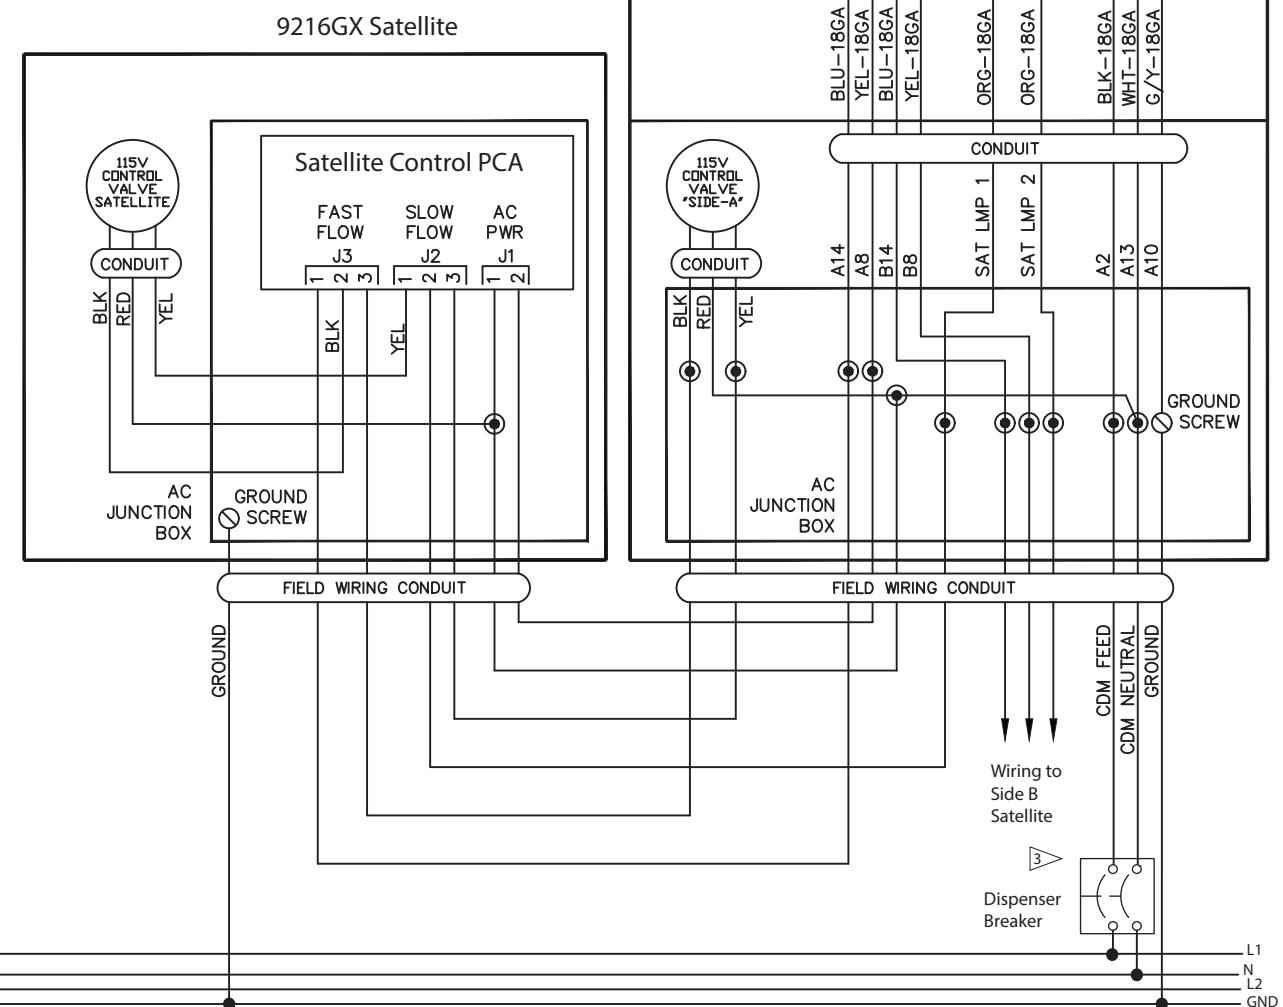 9216GX Satellite
BLU-18GA
YEL-18GA
BLU-18GA
YEL-18GA
ORG-18GA
ORG-18GA
BLK-18GA
WHT-18GA
G/Y-18GA
115V
CONTROL
VALVE
SATELLITE
CONDUIT
BLK
RED
YEL
Satellite Control PCA
FAST
FLOW
J3
1 2 3
SLOW
FLOW
J2
1 2 3
AC
PWR
J1
1 2
BLK
YEL
AC
JUNCTION
BOX
GROUND
SCREW
FIELD WIRING CONDUIT
GROUND
CONDUIT
115V
CONTROL
VALVE
"SIDE-A"
CONDUIT
BLK
RED
YEL
A14
A8
B14
B8
SAT LMP 1
SAT LMP 2
A2
A13
A10
GROUND
SCREW
AC
JUNCTION
BOX
FIELD WIRING CONDUIT
CDM FEED
CDM NEUTRAL
GROUND
Wiring to
Side B
Satellite
3
Dispenser
Breaker
L1
N
L2
GND